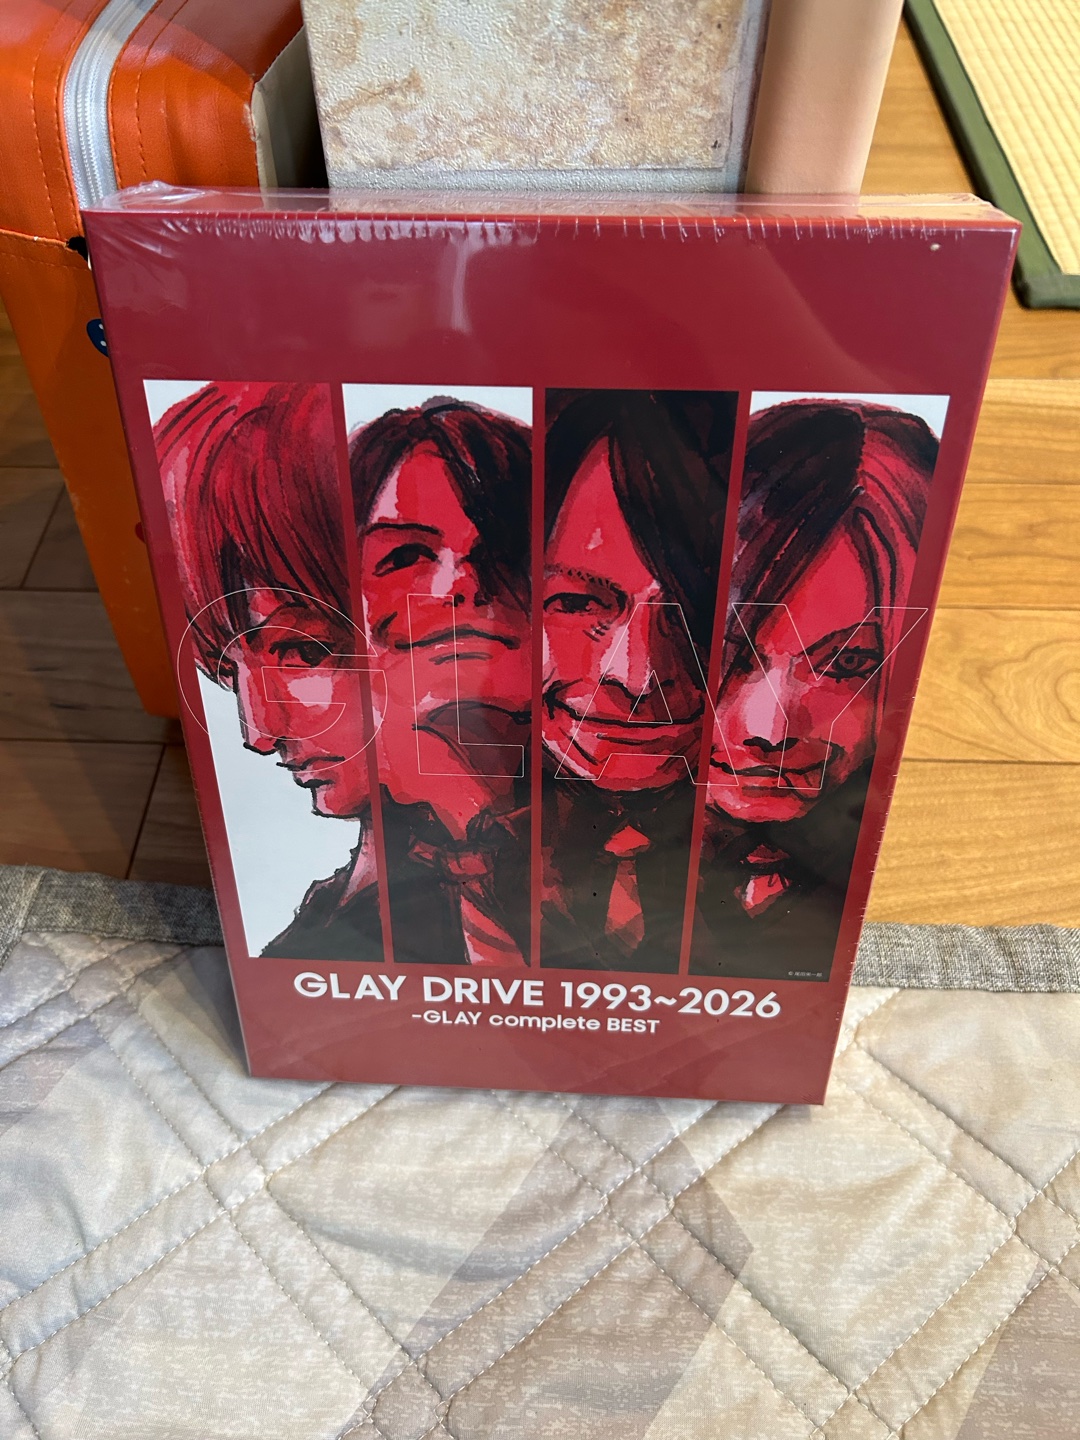 GLAY
GLAY DRIVE 1993~2026
-GLAY complete BEST